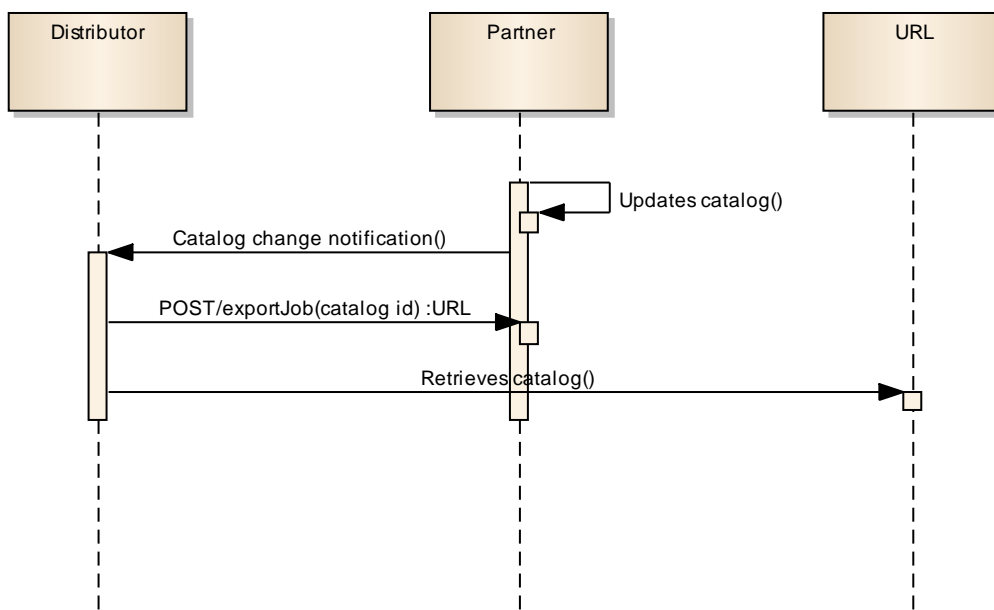 Distributor
Partner
URL
Updates catalog()
Catalog change notification()
POST/exportJob(catalog id) :URL
Retrieves catalog()